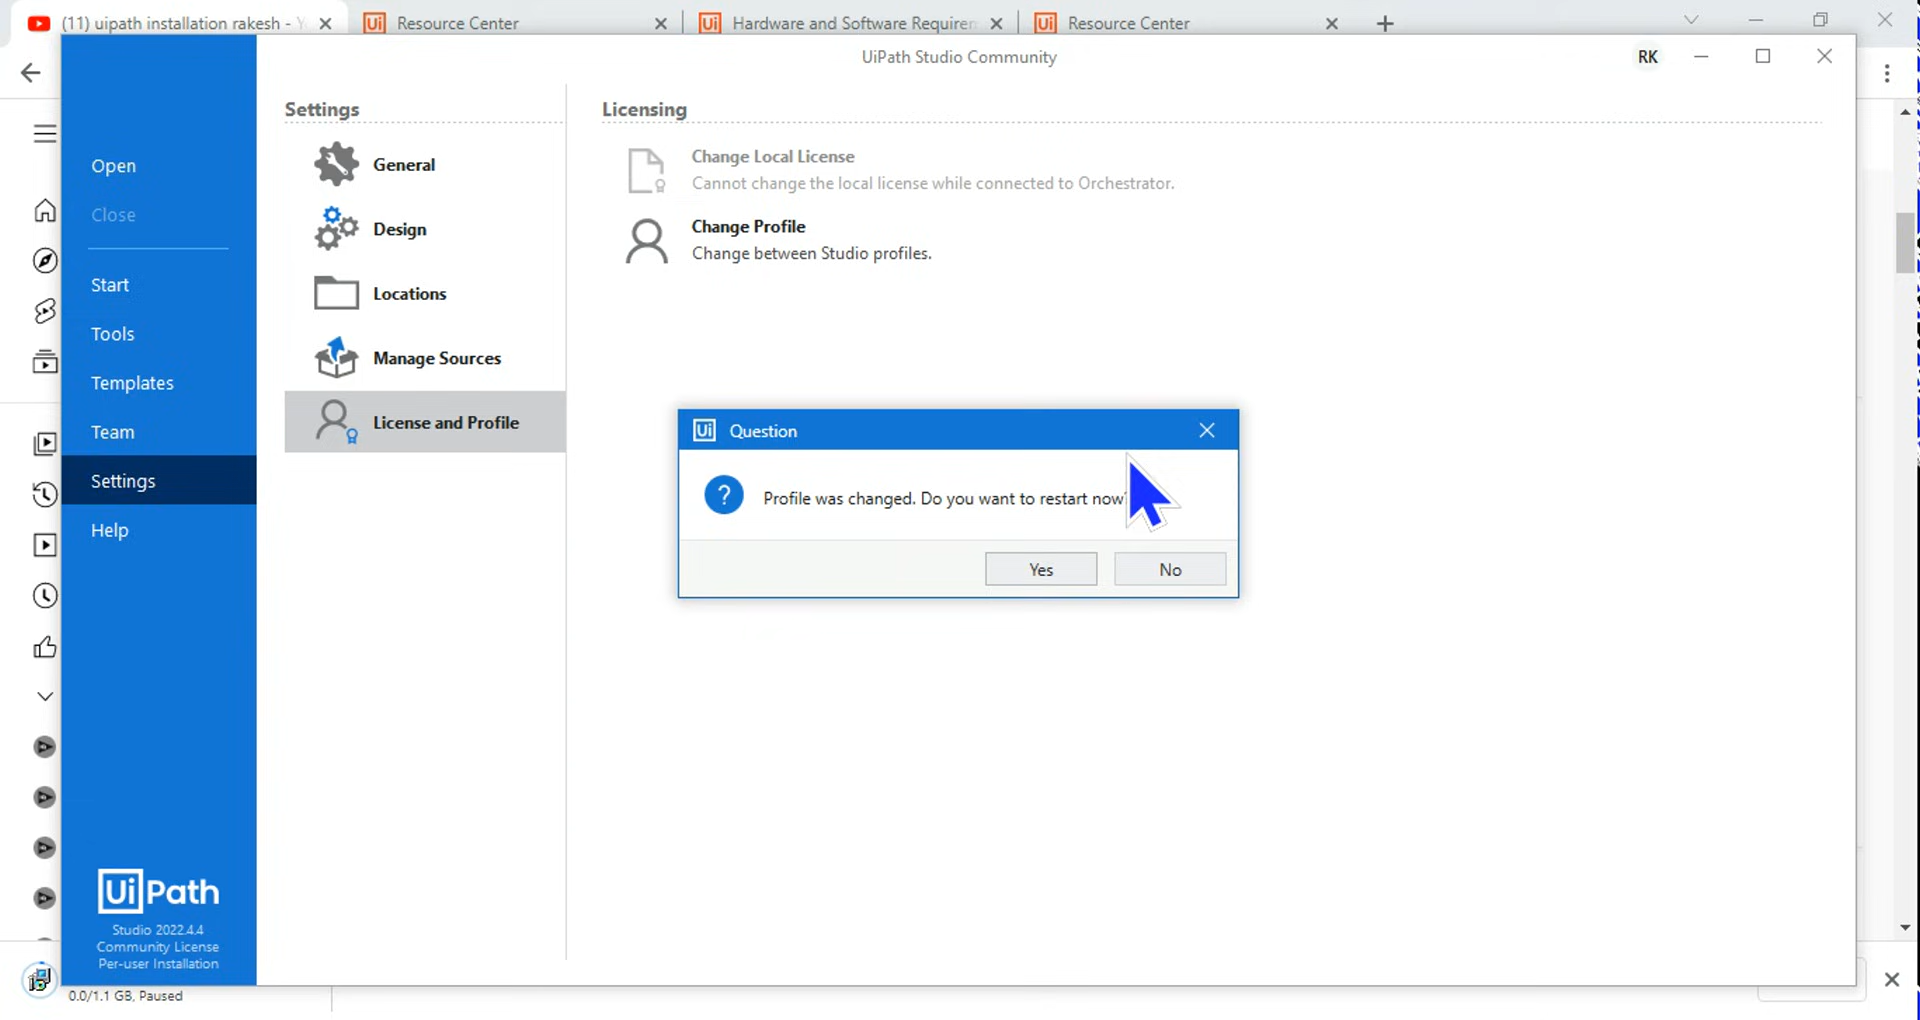 (11) uipath installation rakesh -
Resource Center
Hardware and Software Requirem
Resource Center
UiPath Studio Community
RK
Open
Close
Start
Tools
Templates
Team
Settings
Help
Settings
General
Design
Locations
Manage Sources
License and Profile
Licensing
Change Local License
Cannot change the local license while connected to Orchestrator.
Change Profile
Change between Studio profiles.
Ui Question
Profile was changed. Do you want to restart now?
Yes
No
UiPath
Studio 2022.4.4
Community License
Per-user Installation
0.0/1.1 GB, Paused